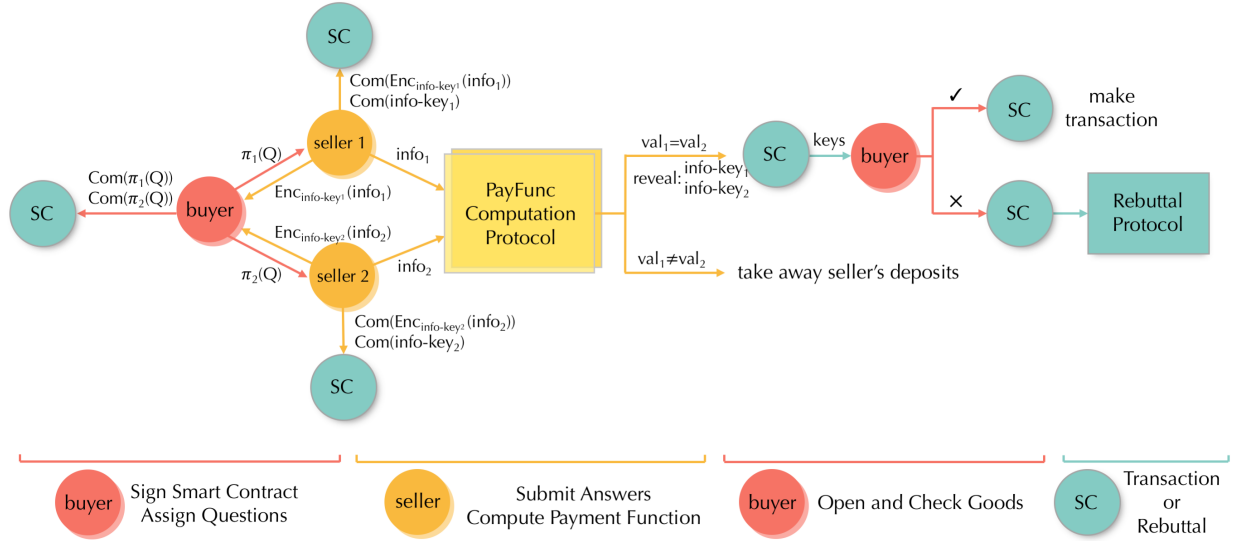 SC
Com(Enc_info-key¹(info₁))
Com(info-key₁)
seller 1
π₁(Q)
info₁
Com(π₁(Q))
Com(π₂(Q))
SC
buyer
Enc_info-key¹(info₁)
Enc_info-key²(info₂)
π₂(Q)
seller 2
info₂
Com(Enc_info-key²(info₂))
Com(info-key₂)
SC
PayFunc
Computation
Protocol
val₁=val₂
reveal: info-key₁
info-key₂
val₁≠val₂
take away seller's deposits
SC
keys
buyer
✓
SC
make
transaction
×
SC
Rebuttal
Protocol
buyer
Sign Smart Contract
Assign Questions
seller
Submit Answers
Compute Payment Function
buyer
Open and Check Goods
SC
Transaction
or
Rebuttal